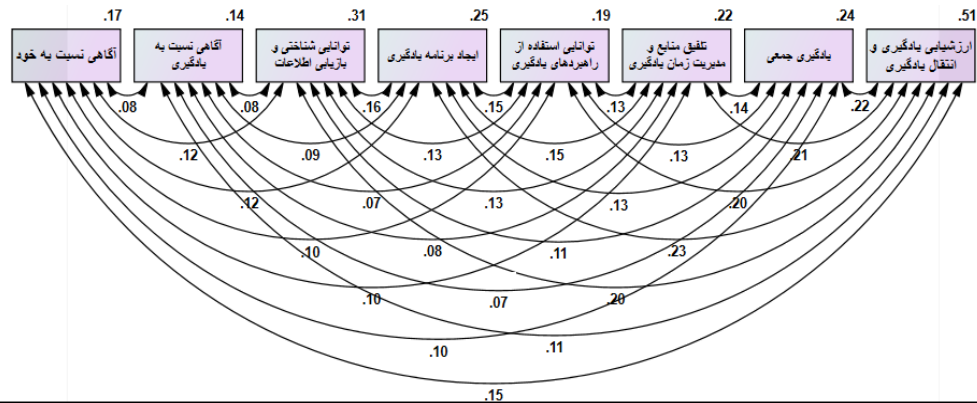 .17 .14 .31 .25 .19 .22 .24 .51
آگاهی نسبت به خود
آگاهی نسبت به
یادگیری
توانایی شناختی و
بازیابی اطلاعات
ایجاد برنامه یادگیری
توانایی استفاده از
راهبردهای یادگیری
تلفیق منابع و
مدیریت زمان یادگیری
یادگیری جمعی
ارزشیابی یادگیری و
انتقال یادگیری
.08 .08 .16 .15 .13 .14 .22
.12 .09 .13 .15 .13 .21
.12 .07 .13 .13 .20
.10 .08 .11 .23
.10 .07 .20
.10 .11
.15